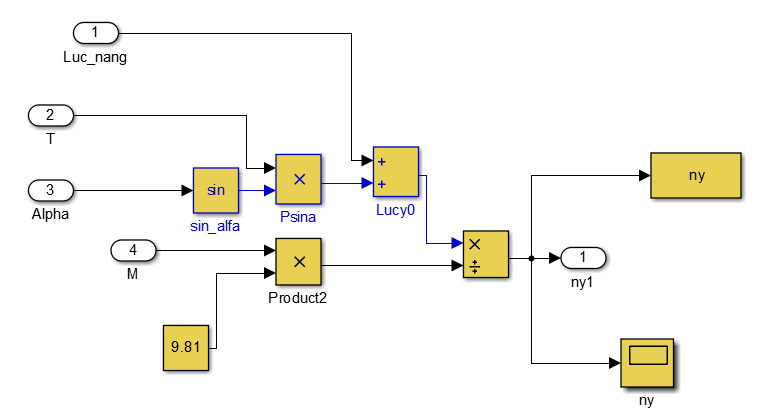 1
Luc_nang
2
T
3
Alpha
sin
sin_alfa
×
Psina
+
+
Lucy0
4
M
×
Product2
9.81
×
÷
ny
1
ny1
ny